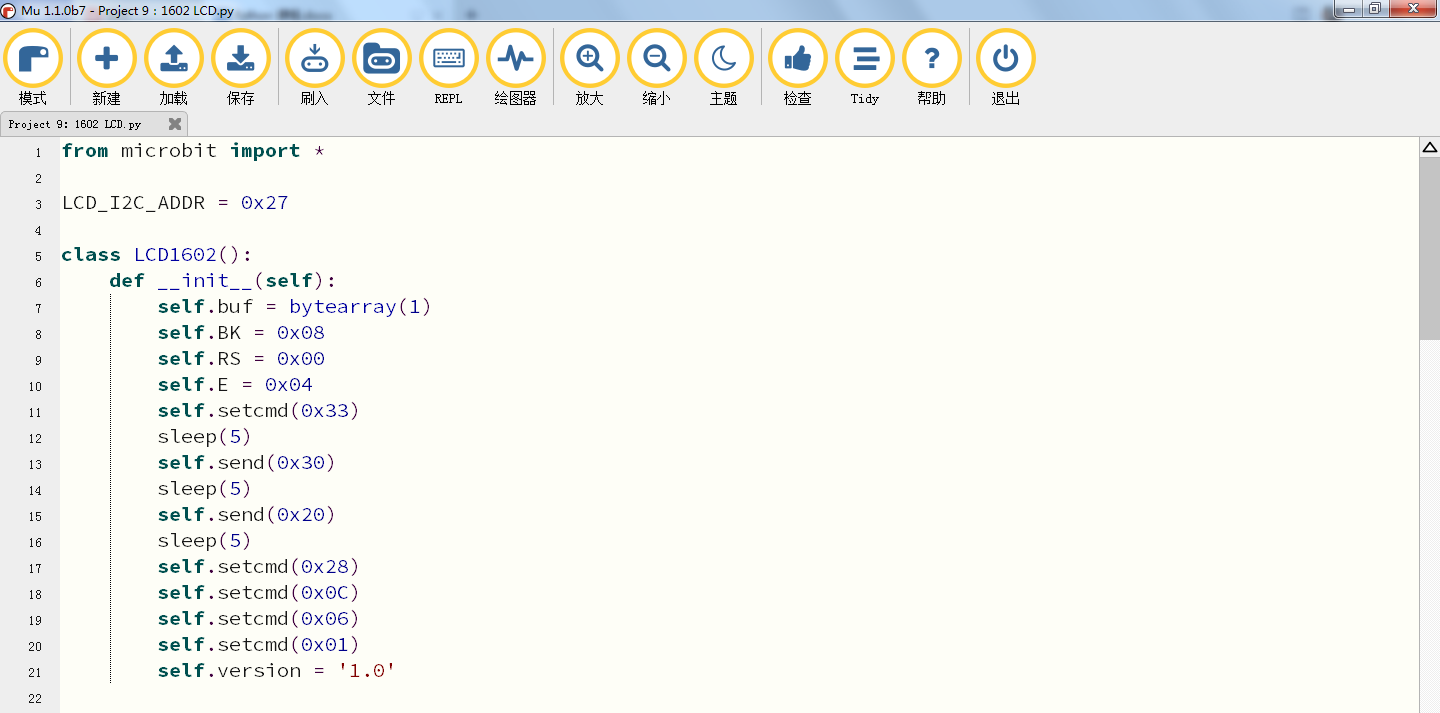 Mu 1.1.0b7 - Project 9：1602 LCD.py
模式 新建 加载 保存 刷入 文件 REPL 绘图器 放大 缩小 主题 检查 Tidy 帮助 退出
Project 9：1602 LCD.py
1 from microbit import *
2
3 LCD_I2C_ADDR = 0x27
4
5 class LCD1602():
6 def __init__(self):
7 self.buf = bytearray(1)
8 self.BK = 0x08
9 self.RS = 0x00
10 self.E = 0x04
11 self.setcmd(0x33)
12 sleep(5)
13 self.send(0x30)
14 sleep(5)
15 self.send(0x20)
16 sleep(5)
17 self.setcmd(0x28)
18 self.setcmd(0x0C)
19 self.setcmd(0x06)
20 self.setcmd(0x01)
21 self.version = '1.0'
22